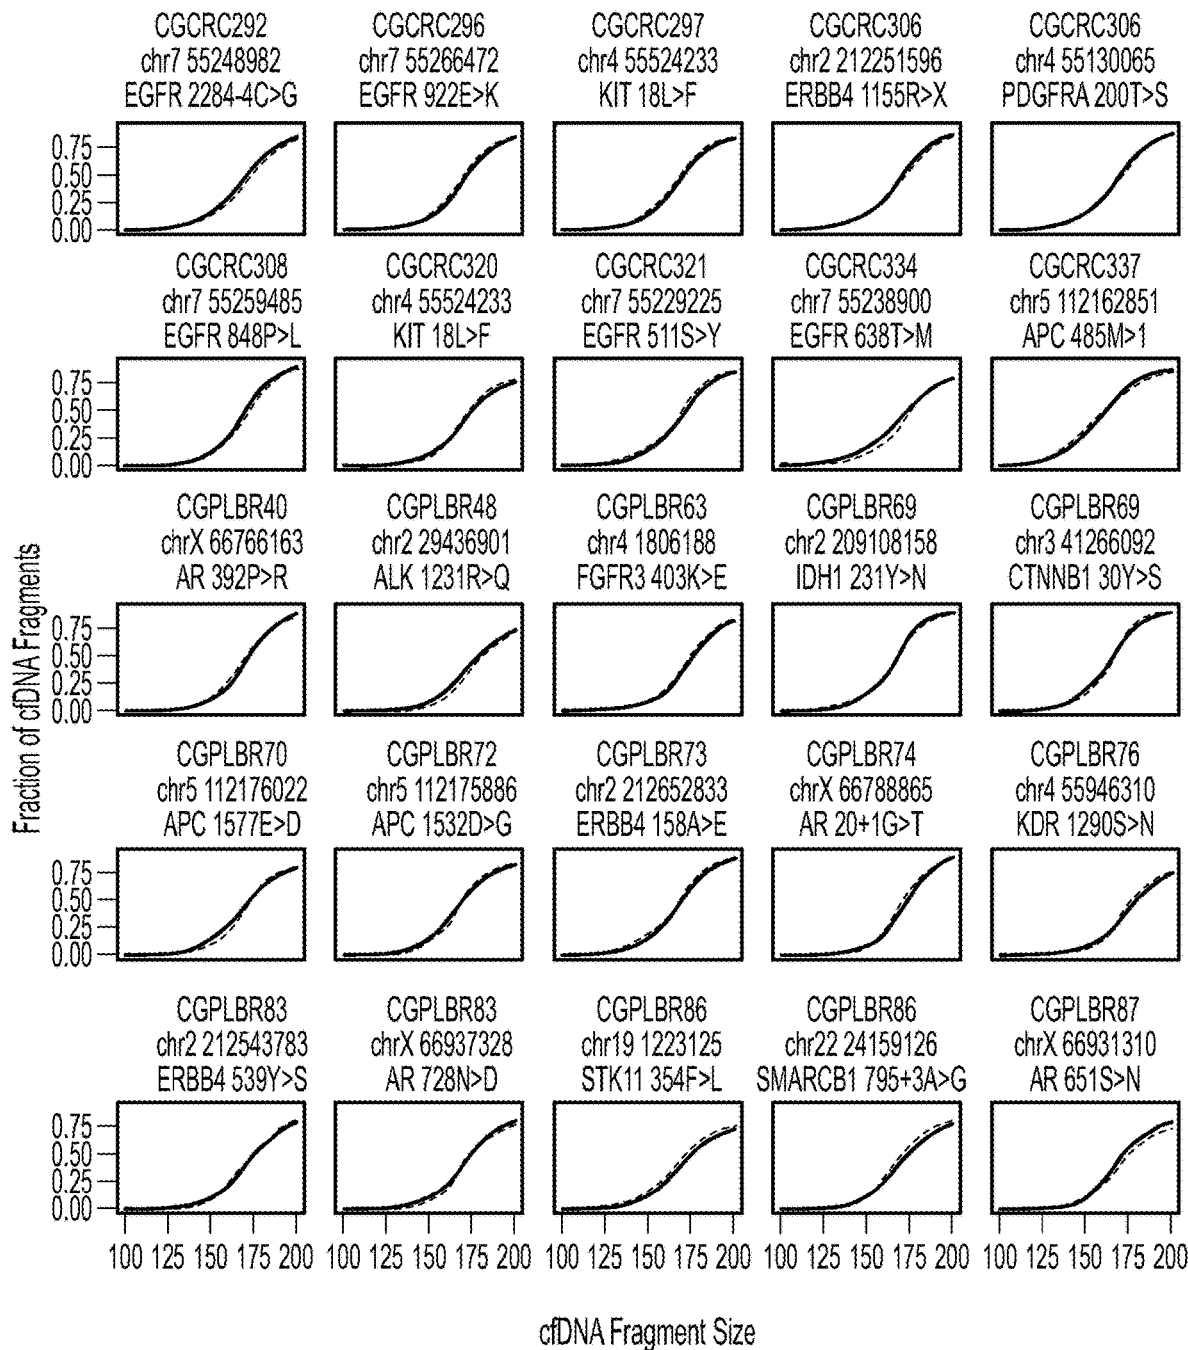 CGCRC292 CGCRC296 CGCRC297 CGCRC306 CGCRC306
chr7 55248982 chr7 55266472 chr4 55524233 chr2 212251596 chr4 55130065
EGFR 2284-4C>G EGFR 922E>K KIT 18L>F ERBB4 1155R>X PDGFRA 200T>S
0.75
0.50
0.25
0.00
CGCRC308 CGCRC320 CGCRC321 CGCRC334 CGCRC337
chr7 55259485 chr4 55524233 chr7 55229225 chr7 55238900 chr5 112162851
EGFR 848P>L KIT 18L>F EGFR 511S>Y EGFR 638T>M APC 485M>1
0.75
0.50
0.25
0.00
CGPLBR40 CGPLBR48 CGPLBR63 CGPLBR69 CGPLBR69
chrX 66766163 chr2 29436901 chr4 1806188 chr2 209108158 chr3 41266092
AR 392P>R ALK 1231R>Q FGFR3 403K>E IDH1 231Y>N CTNNB1 30Y>S
0.75
0.50
0.25
0.00
Fraction of cfDNA Fragments
CGPLBR70 CGPLBR72 CGPLBR73 CGPLBR74 CGPLBR76
chr5 112176022 chr5 112175886 chr2 212652833 chrX 66788865 chr4 55946310
APC 1577E>D APC 1532D>G ERBB4 158A>E AR 20+1G>T KDR 1290S>N
0.75
0.50
0.25
0.00
CGPLBR83 CGPLBR83 CGPLBR86 CGPLBR86 CGPLBR87
chr2 212543783 chrX 66937328 chr19 1223125 chr22 24159126 chrX 66931310
ERBB4 539Y>S AR 728N>D STK11 354F>L SMARCB1 795+3A>G AR 651S>N
0.75
0.50
0.25
0.00
100 125 150 175 200 100 125 150 175 200 100 125 150 175 200 100 125 150 175 200 100 125 150 175 200
cfDNA Fragment Size